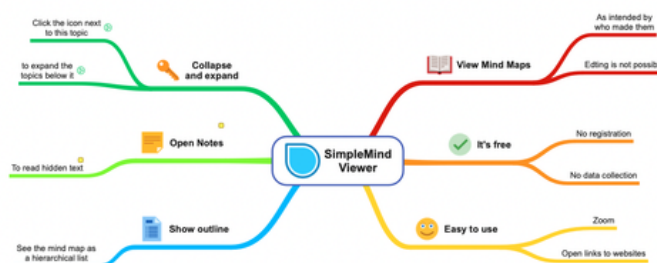 Click the icon next
to this topic
to expand the
topics below it
Collapse
and expand
Open Notes
To read hidden text
Show outline
See the mind map as
a hierarchical list
SimpleMind
Viewer
View Mind Maps
As intended by
who made them
Edting is not possib
It's free
No registration
No data collection
Easy to use
Zoom
Open links to websites